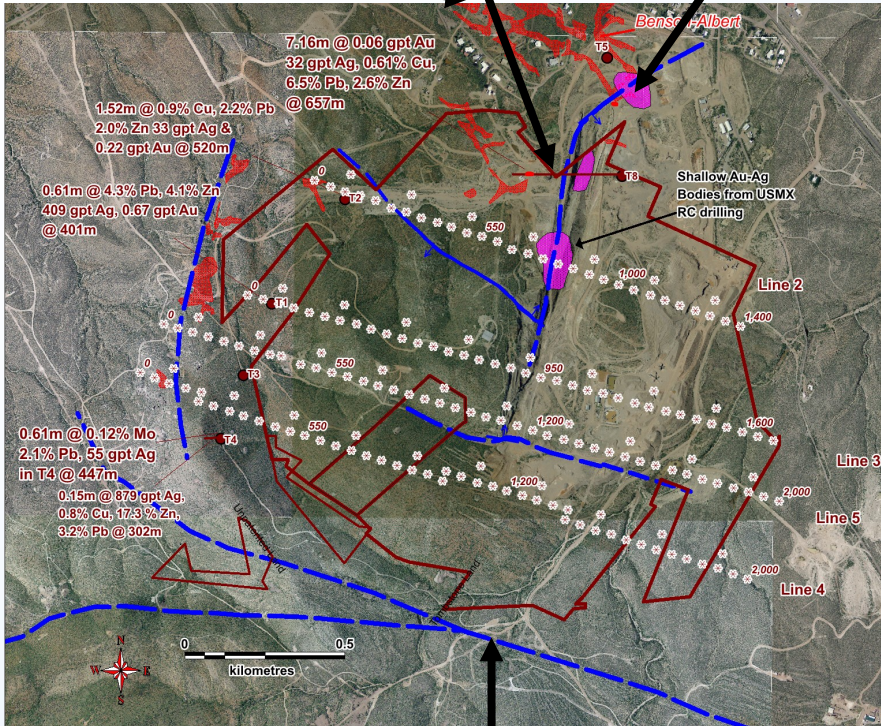 Benson-Albert
T5
7.16m @ 0.06 gpt Au
32 gpt Ag, 0.61% Cu,
6.5% Pb, 2.6% Zn
@ 657m
1.52m @ 0.9% Cu, 2.2% Pb
2.0% Zn 33 gpt Ag &
0.22 gpt Au @ 520m
0.61m @ 4.3% Pb, 4.1% Zn
409 gpt Ag, 0.67 gpt Au
@ 401m
T8
Shallow Au-Ag
Bodies from USMX
RC drilling
0
T2
550
1,000
Line 2
1,400
0
T1
0
550
950
0
T3
550
1,200
1,600
Line 3
T4
1,200
2,000
Line 5
0.61m @ 0.12% Mo
2.1% Pb, 55 gpt Ag
in T4 @ 447m
0.15m @ 879 gpt Ag,
0.8% Cu, 17.3 % Zn,
3.2% Pb @ 302m
2,000
Line 4
N
W E
S
0 0.5
kilometres